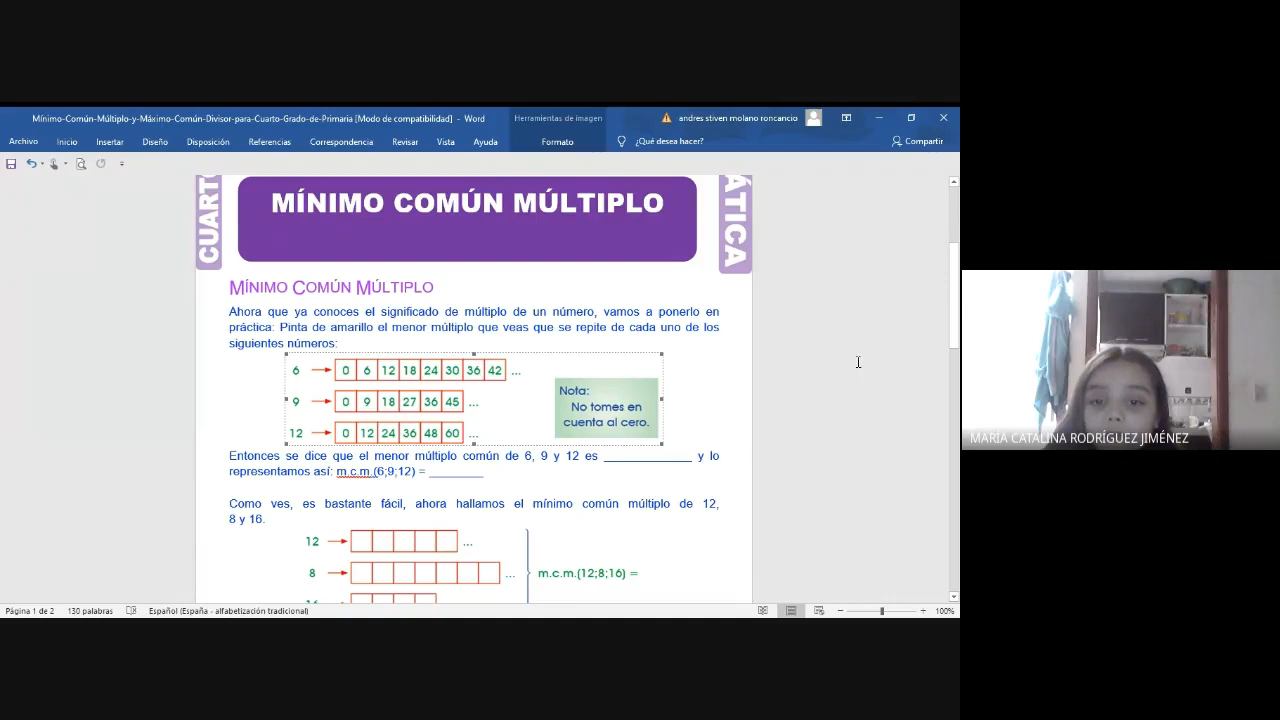 Mínimo-Común-Múltiplo-y-Máximo-Común-Divisor-para-Cuarto-Grado-de-Primaria [Modo de compatibilidad] - Word
Herramientas de imagen
andres stiven molano roncancio
Archivo Inicio Insertar Diseño Disposición Referencias Correspondencia Revisar Vista Ayuda Formato ¿Qué desea hacer? Compartir
CUARTO
MÍNIMO COMÚN MÚLTIPLO
ÁTICA
MÍNIMO COMÚN MÚLTIPLO
Ahora que ya conoces el significado de múltiplo de un número, vamos a ponerlo en
práctica: Pinta de amarillo el menor múltiplo que veas que se repite de cada uno de los
siguientes números:
6 0 6 12 18 24 30 36 42 ...
9 0 9 18 27 36 45 ...
12 0 12 24 36 48 60 ...
Nota:
No tomes en
cuenta al cero.
Entonces se dice que el menor múltiplo común de 6, 9 y 12 es ____________ y lo
representamos así: m.c.m.(6;9;12) = ________
Como ves, es bastante fácil, ahora hallamos el mínimo común múltiplo de 12,
8 y 16.
12 ...
8 ...
m.c.m.(12;8;16) =
MARÍA CATALINA RODRÍGUEZ JIMÉNEZ
Página 1 de 2 130 palabras Español (España - alfabetización tradicional) 100%